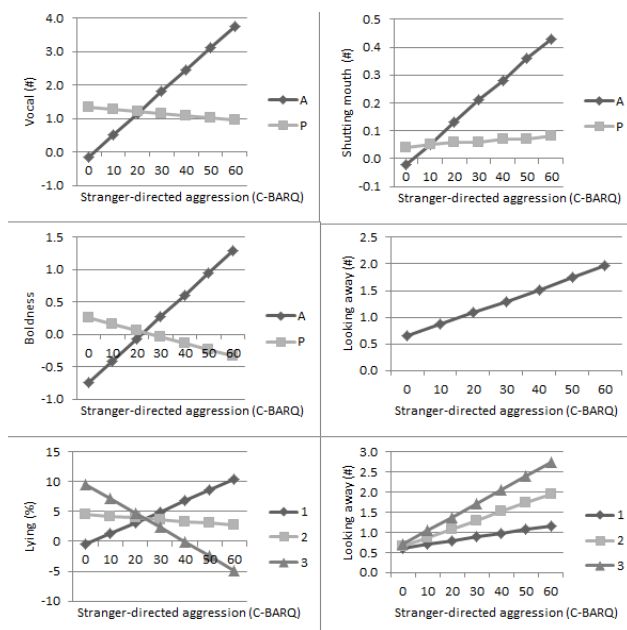 4.0
3.0
2.0
1.0
0.0
-1.0
Vocal (#)
0 10 20 30 40 50 60
Stranger-directed aggression (C-BARQ)
A
P
0.5
0.4
0.3
0.2
0.1
0.0
-0.1
Shutting mouth (#)
0 10 20 30 40 50 60
Stranger-directed aggression (C-BARQ)
A
P
1.5
1.0
0.5
0.0
-0.5
-1.0
Boldness
0 10 20 30 40 50 60
Stranger-directed aggression (C-BARQ)
A
P
2.5
2.0
1.5
1.0
0.5
0.0
Looking away (#)
0 10 20 30 40 50 60
Stranger-directed aggression (C-BARQ)
15
10
5
0
-5
-10
Lying (%)
0 10 20 30 40 50 60
Stranger-directed aggression (C-BARQ)
1
2
3
3.0
2.5
2.0
1.5
1.0
0.5
0.0
Looking away (#)
0 10 20 30 40 50 60
Stranger-directed aggression (C-BARQ)
1
2
3